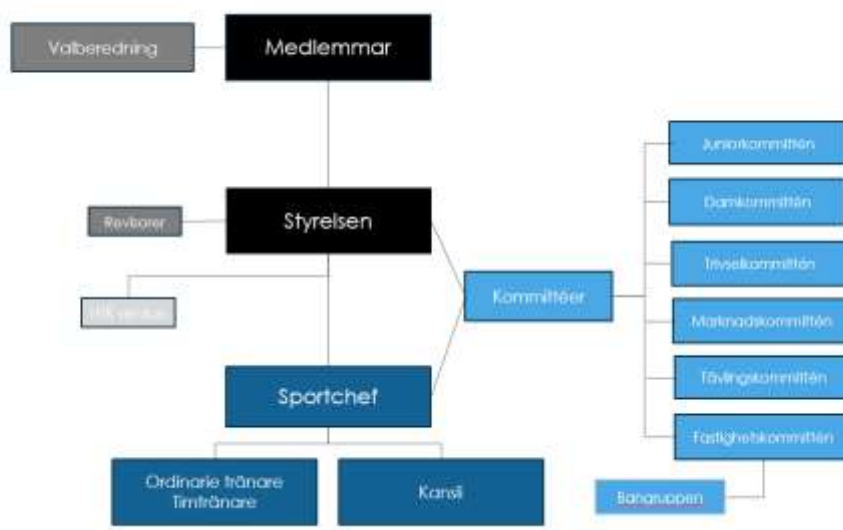 Valberedning
Medlemmar
Juniorkommittén
Damkommittén
Revisorer
Styrelsen
Trivselkommittén
Kommittéer
Marknadskommittén
Sportchef
Tävlingskommittén
Fastighetskommittén
Ordinarie tränare
Timtränare
Kansli
Bangruppen